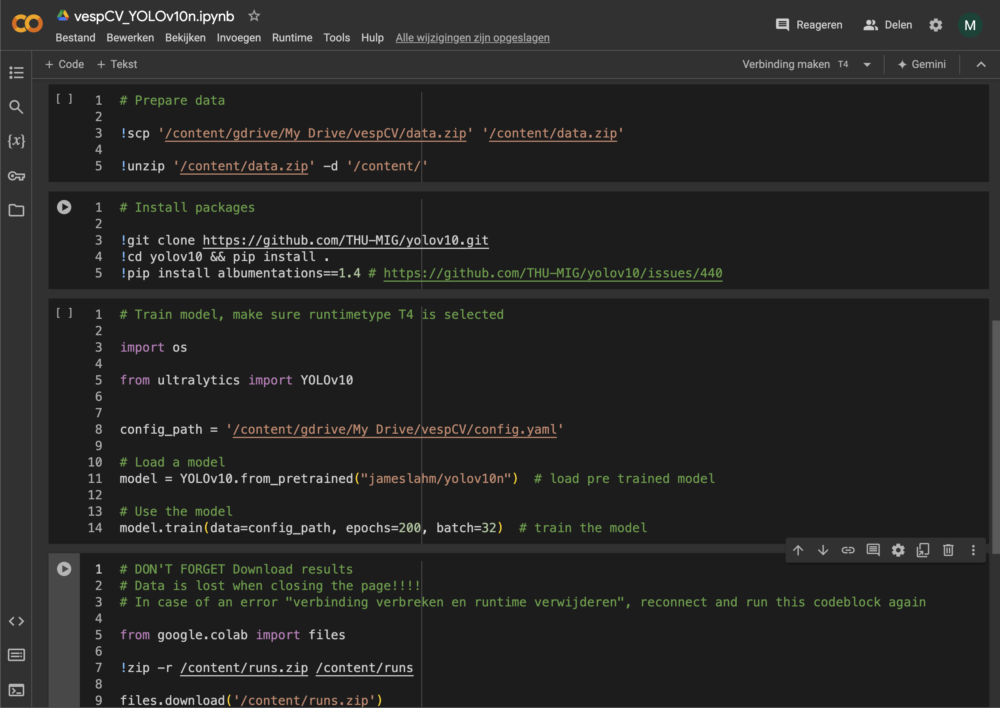 vespCV_YOLOv10n.ipynb
Bestand Bewerken Bekijken Invoegen Runtime Tools Hulp Alle wijzigingen zijn opgeslagen
Reageren Delen M
+ Code + Tekst
Verbinding maken T4 Gemini
{x}
[ ]
1 # Prepare data
2
3 !scp '/content/gdrive/My Drive/vespCV/data.zip' '/content/data.zip'
4
5 !unzip '/content/data.zip' -d '/content/'
1 # Install packages
2
3 !git clone https://github.com/THU-MIG/yolov10.git
4 !cd yolov10 && pip install .
5 !pip install albumentations==1.4 # https://github.com/THU-MIG/yolov10/issues/440
[ ]
1 # Train model, make sure runtimetype T4 is selected
2
3 import os
4
5 from ultralytics import YOLOv10
6
7
8 config_path = '/content/gdrive/My Drive/vespCV/config.yaml'
9
10 # Load a model
11 model = YOLOv10.from_pretrained("jameslahm/yolov10n")  # load pre trained model
12
13 # Use the model
14 model.train(data=config_path, epochs=200, batch=32)  # train the model
1 # DON'T FORGET Download results
2 # Data is lost when closing the page!!!!
3 # In case of an error "verbinding verbreken en runtime verwijderen", reconnect and run this codeblock again
4
5 from google.colab import files
6
7 !zip -r /content/runs.zip /content/runs
8
9 files.download('/content/runs.zip')